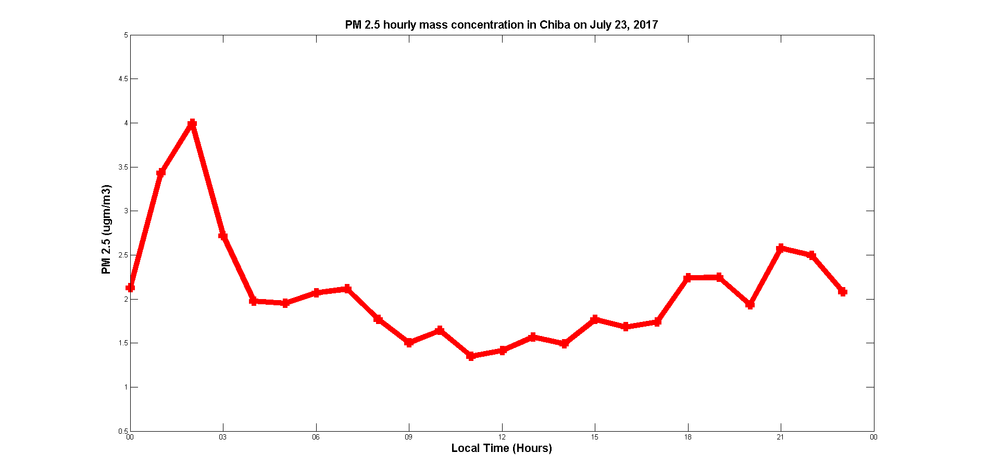 PM 2.5 hourly mass concentration in Chiba on July 23, 2017
5
4.5
4
3.5
3
2.5
2
1.5
1
0.5
PM 2.5 (ugm/m3)
00 03 06 09 12 15 18 21 00
Local Time (Hours)